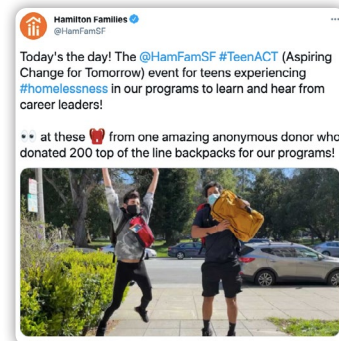 Hamilton Families
@HamFamSF
Today's the day! The @HamFamSF #TeenACT (Aspiring
Change for Tomorrow) event for teens experiencing
#homelessness in our programs to learn and hear from
career leaders!
👀 at these 🎒 from one amazing anonymous donor who
donated 200 top of the line backpacks for our programs!